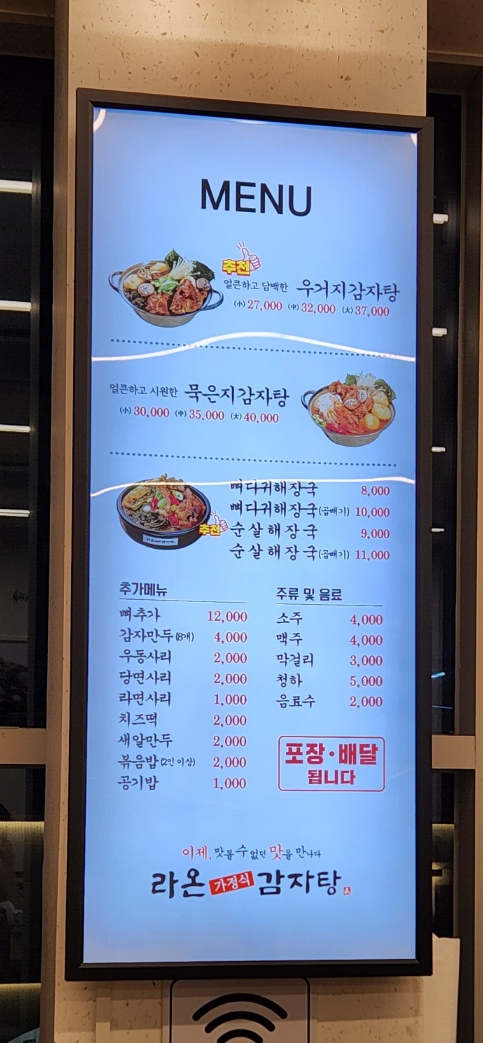 MENU
추천
얼큰하고 담백한 우거지감자탕
(小) 27,000 (中) 32,000 (大) 37,000
얼큰하고 시원한 묵은지감자탕
(小) 30,000 (中) 35,000 (大) 40,000
뼈다귀해장국 8,000
뼈다귀해장국(곱빼기) 10,000
추천
순살해장국 9,000
순살해장국(곱빼기) 11,000
추가메뉴
뼈추가 12,000
감자만두(8개) 4,000
우동사리 2,000
당면사리 2,000
라면사리 1,000
치즈떡 2,000
새알만두 2,000
볶음밥(2인 이상) 2,000
공기밥 1,000
주류 및 음료
소주 4,000
맥주 4,000
막걸리 3,000
청하 5,000
음료수 2,000
포장·배달
됩니다
이제, 맛볼 수 없던 맛을 만나다
라온 가정식 감자탕